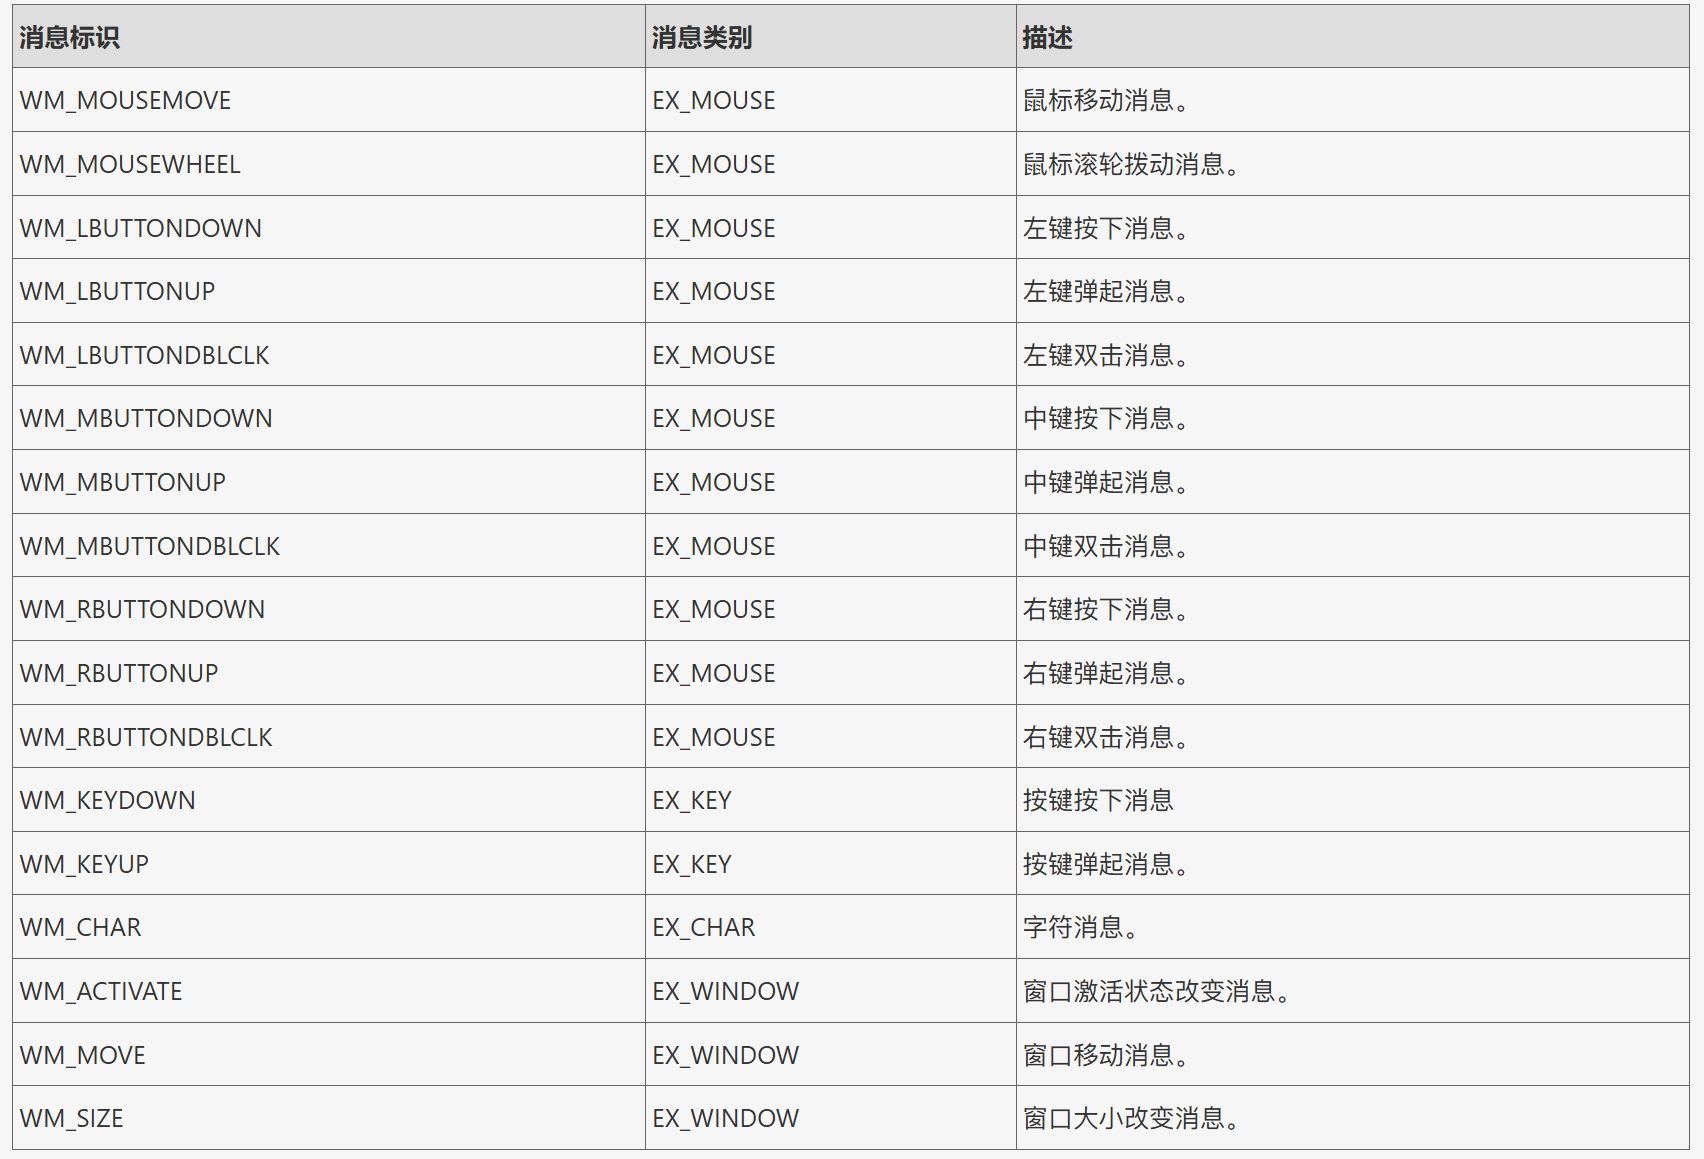 消息标识 消息类别 描述
WM_MOUSEMOVE EX_MOUSE 鼠标移动消息。
WM_MOUSEWHEEL EX_MOUSE 鼠标滚轮拨动消息。
WM_LBUTTONDOWN EX_MOUSE 左键按下消息。
WM_LBUTTONUP EX_MOUSE 左键弹起消息。
WM_LBUTTONDBLCLK EX_MOUSE 左键双击消息。
WM_MBUTTONDOWN EX_MOUSE 中键按下消息。
WM_MBUTTONUP EX_MOUSE 中键弹起消息。
WM_MBUTTONDBLCLK EX_MOUSE 中键双击消息。
WM_RBUTTONDOWN EX_MOUSE 右键按下消息。
WM_RBUTTONUP EX_MOUSE 右键弹起消息。
WM_RBUTTONDBLCLK EX_MOUSE 右键双击消息。
WM_KEYDOWN EX_KEY 按键按下消息
WM_KEYUP EX_KEY 按键弹起消息。
WM_CHAR EX_CHAR 字符消息。
WM_ACTIVATE EX_WINDOW 窗口激活状态改变消息。
WM_MOVE EX_WINDOW 窗口移动消息。
WM_SIZE EX_WINDOW 窗口大小改变消息。